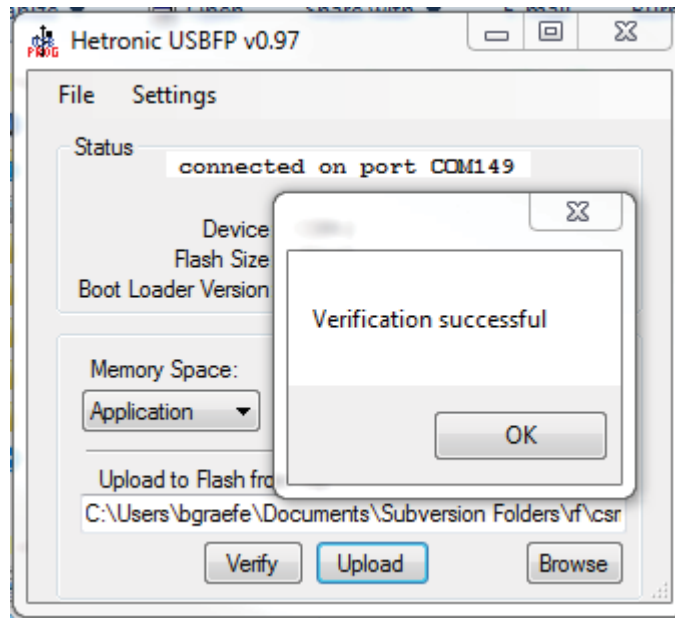 Hetronic USBFP v0.97
File Settings
Status
connected on port COM149
Device
Flash Size
Boot Loader Version
Verification successful
OK
Memory Space:
Application
Upload to Flash
C:\Users\bgraefe\Documents\Subversion Folders\rf\csr
Verify Upload Browse